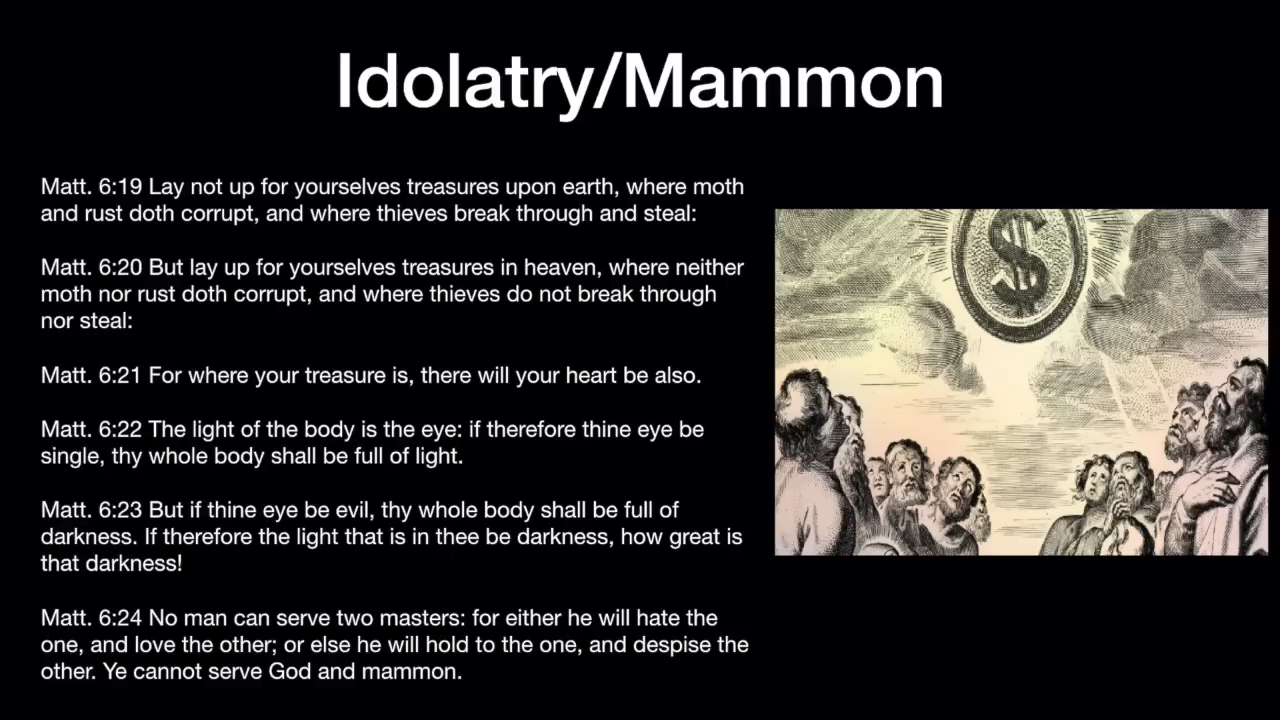 Idolatry/Mammon
Matt. 6:19 Lay not up for yourselves treasures upon earth, where moth
and rust doth corrupt, and where thieves break through and steal:
Matt. 6:20 But lay up for yourselves treasures in heaven, where neither
moth nor rust doth corrupt, and where thieves do not break through
nor steal:
Matt. 6:21 For where your treasure is, there will your heart be also.
Matt. 6:22 The light of the body is the eye: if therefore thine eye be
single, thy whole body shall be full of light.
Matt. 6:23 But if thine eye be evil, thy whole body shall be full of
darkness. If therefore the light that is in thee be darkness, how great is
that darkness!
Matt. 6:24 No man can serve two masters: for either he will hate the
one, and love the other; or else he will hold to the one, and despise the
other. Ye cannot serve God and mammon.
$